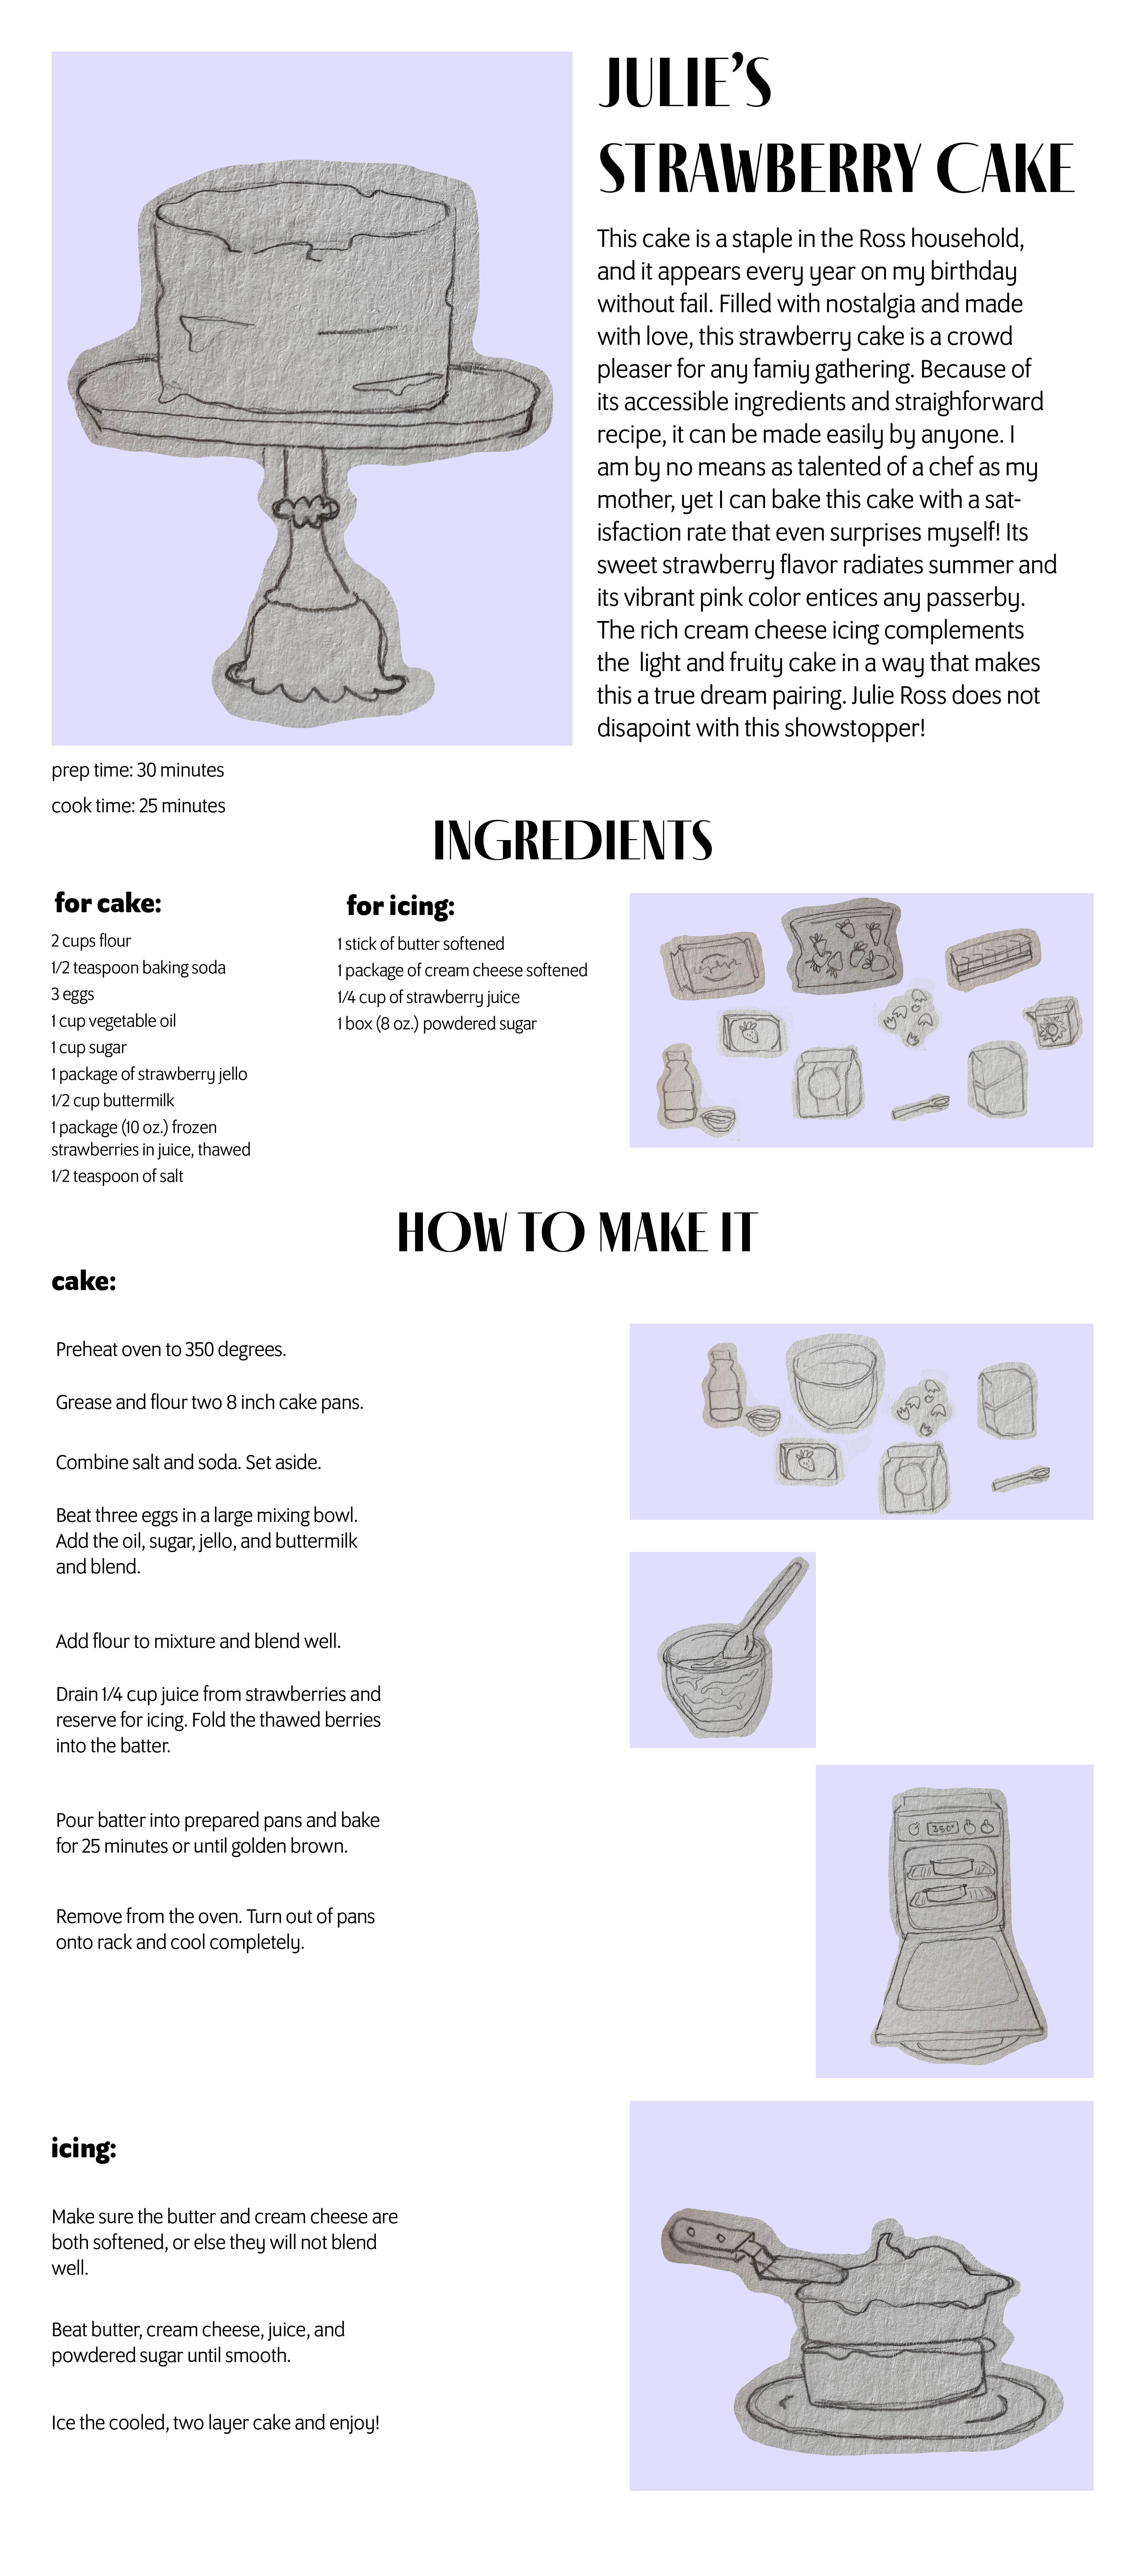 JULIE'S
STRAWBERRY CAKE
This cake is a staple in the Ross household,
and it appears every year on my birthday
without fail. Filled with nostalgia and made
with love, this strawberry cake is a crowd
pleaser for any famiy gathering. Because of
its accessible ingredients and straighforward
recipe, it can be made easily by anyone. I
am by no means as talented of a chef as my
mother, yet I can bake this cake with a sat-
isfaction rate that even surprises myself! Its
sweet strawberry flavor radiates summer and
its vibrant pink color entices any passerby.
The rich cream cheese icing complements
the light and fruity cake in a way that makes
this a true dream pairing. Julie Ross does not
disapoint with this showstopper!
prep time: 30 minutes
cook time: 25 minutes
INGREDIENTS
for cake:
2 cups flour
1/2 teaspoon baking soda
3 eggs
1 cup vegetable oil
1 cup sugar
1 package of strawberry jello
1/2 cup buttermilk
1 package (10 oz.) frozen
strawberries in juice, thawed
1/2 teaspoon of salt
for icing:
1 stick of butter softened
1 package of cream cheese softened
1/4 cup of strawberry juice
1 box (8 oz.) powdered sugar
HOW TO MAKE IT
cake:
Preheat oven to 350 degrees.
Grease and flour two 8 inch cake pans.
Combine salt and soda. Set aside.
Beat three eggs in a large mixing bowl.
Add the oil, sugar, jello, and buttermilk
and blend.
Add flour to mixture and blend well.
Drain 1/4 cup juice from strawberries and
reserve for icing. Fold the thawed berries
into the batter.
Pour batter into prepared pans and bake
for 25 minutes or until golden brown.
Remove from the oven. Turn out of pans
onto rack and cool completely.
350°
icing:
Make sure the butter and cream cheese are
both softened, or else they will not blend
well.
Beat butter, cream cheese, juice, and
powdered sugar until smooth.
Ice the cooled, two layer cake and enjoy!